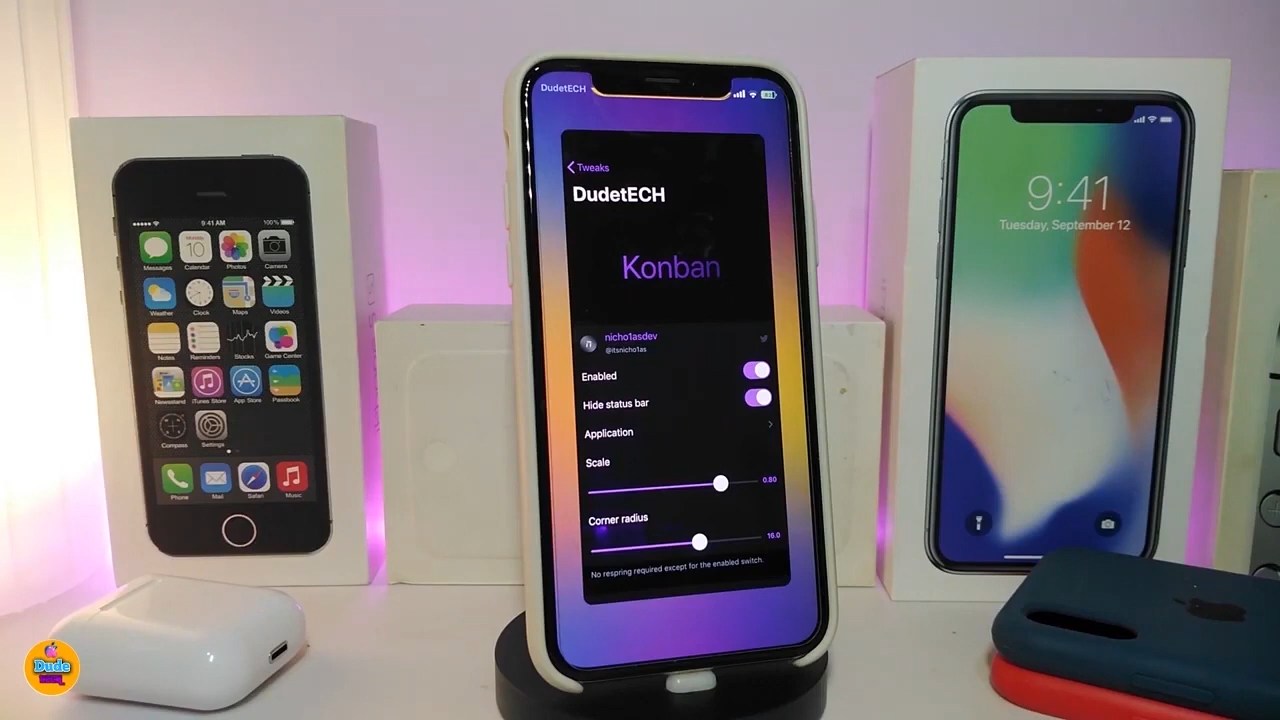 DudetECH
Tweaks
DudetECH
Konban
nicho1asdev
@itsnicho1as
Enabled
Hide status bar
Application
Scale
0.80
Corner radius
16.0
No respring required except for the enabled switch.
9:41 AM
100%
Messages
Calendar
Photos
Camera
10
Weather
Clock
Maps
Videos
Notes
Reminders
Stocks
Game Center
Newsstand
iTunes Store
App Store
Passbook
Compass
Settings
Phone
Mail
Safari
Music
9:41
Tuesday, September 12
Dude